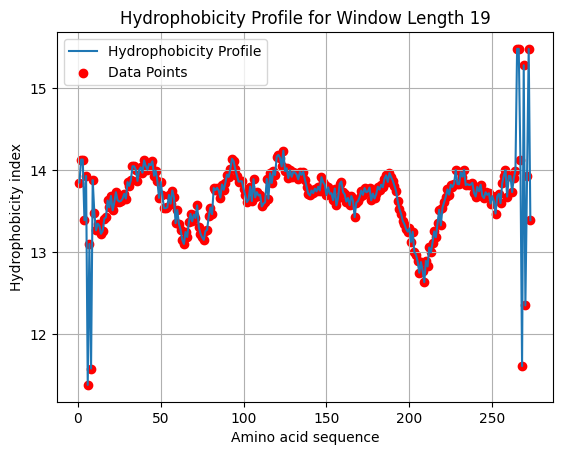 Hydrophobicity Profile for Window Length 19
Hydrophobicity Profile
Data Points
Hydrophobicity index
15
14
13
12
0 50 100 150 200 250
Amino acid sequence